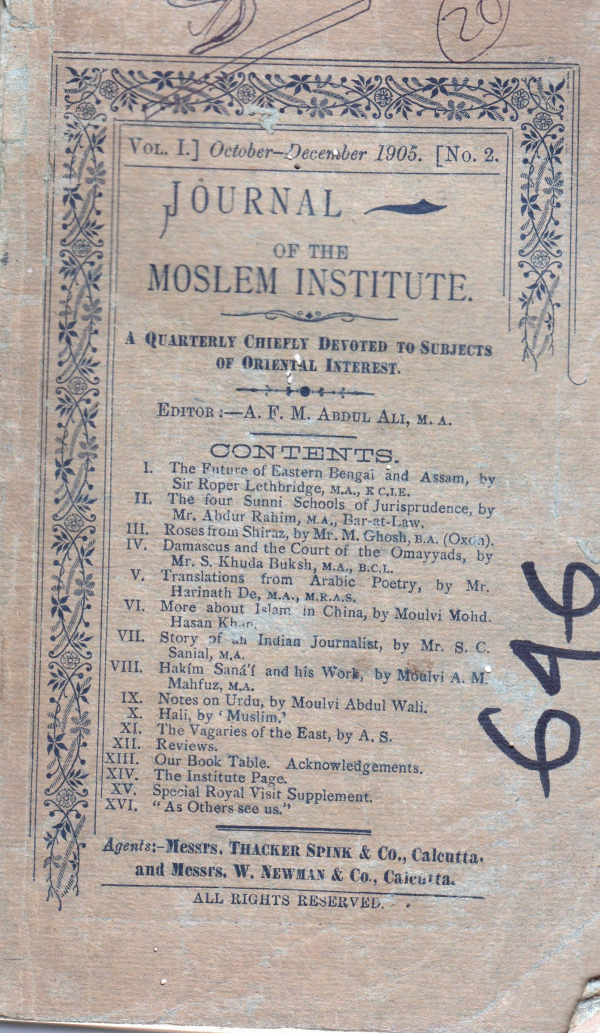 20
VOL. I.] October–December 1905. [No. 2.
JOURNAL
OF THE
MOSLEM INSTITUTE.
A QUARTERLY CHIEFLY DEVOTED TO SUBJECTS
OF ORIENTAL INTEREST.
EDITOR:—A. F. M. ABDUL ALI, M. A.
CONTENTS.
I. The Future of Eastern Bengal and Assam, by
Sir Roper Lethbridge, M.A., K C.I.E.
II. The four Sunni Schools of Jurisprudence, by
Mr. Abdur Rahim, M.A., Bar-at-Law.
III. Roses from Shiraz, by Mr. M. Ghosh, B.A. (Oxon).
IV. Damascus and the Court of the Omayyads, by
Mr. S. Khuda Buksh, M.A., B.C.L.
V. Translations from Arabic Poetry, by Mr.
Harinath De, M.A., M.R.A.S.
VI. More about Islam in China, by Moulvi Mohd.
Hasan Khan.
VII. Story of an Indian Journalist, by Mr. S. C.
Sanial, M.A.
VIII. Hakím Saná'í and his Work, by Moulvi A. M.
Mahfuz, M.A.
IX. Notes on Urdu, by Moulvi Abdul Wali.
X. Hali, by 'Muslim.'
XI. The Vagaries of the East, by A. S.
XII. Reviews.
XIII. Our Book Table. Acknowledgements.
XIV. The Institute Page.
XV. Special Royal Visit Supplement.
XVI. "As Others see us."
Agents:–Messrs. THACKER SPINK & Co., Calcutta.
and Messrs. W. NEWMAN & Co., Calcutta.
ALL RIGHTS RESERVED.
646